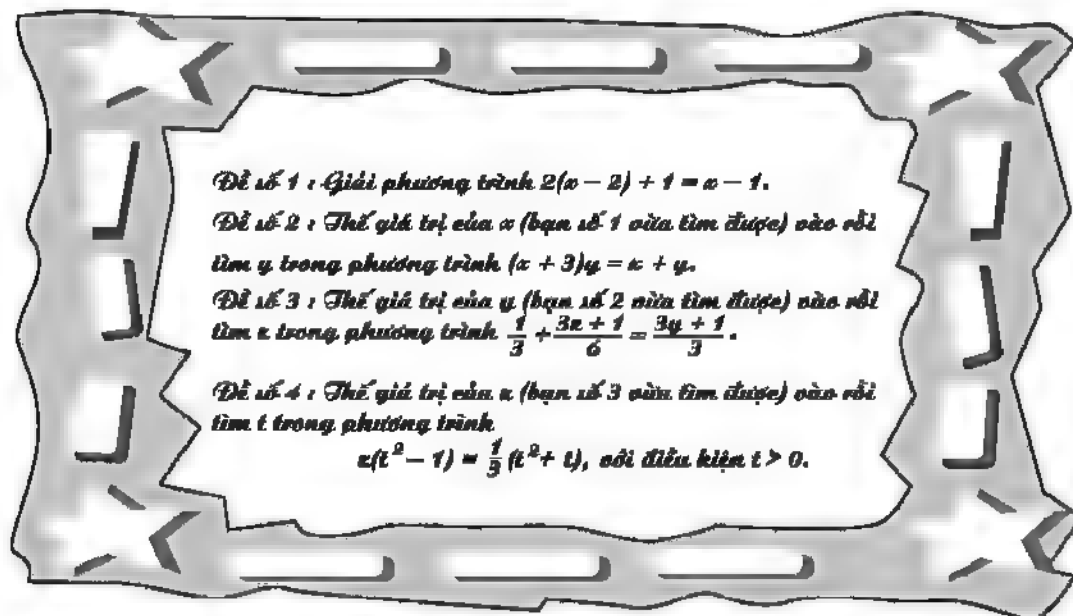 Đề số 1 : Giải phương trình 2(x − 2) + 1 = x − 1.
Đề số 2 : Thế giá trị của x (bạn số 1 vừa tìm được) vào rồi
tìm y trong phương trình (x + 3)y = x + y.
Đề số 3 : Thế giá trị của y (bạn số 2 vừa tìm được) vào rồi
tìm z trong phương trình 1/3 + (3z + 1)/6 = (3y + 1)/3 .
Đề số 4 : Thế giá trị của z (bạn số 3 vừa tìm được) vào rồi
tìm t trong phương trình
z(t² − 1) = 1/3 (t² + t), với điều kiện t > 0.